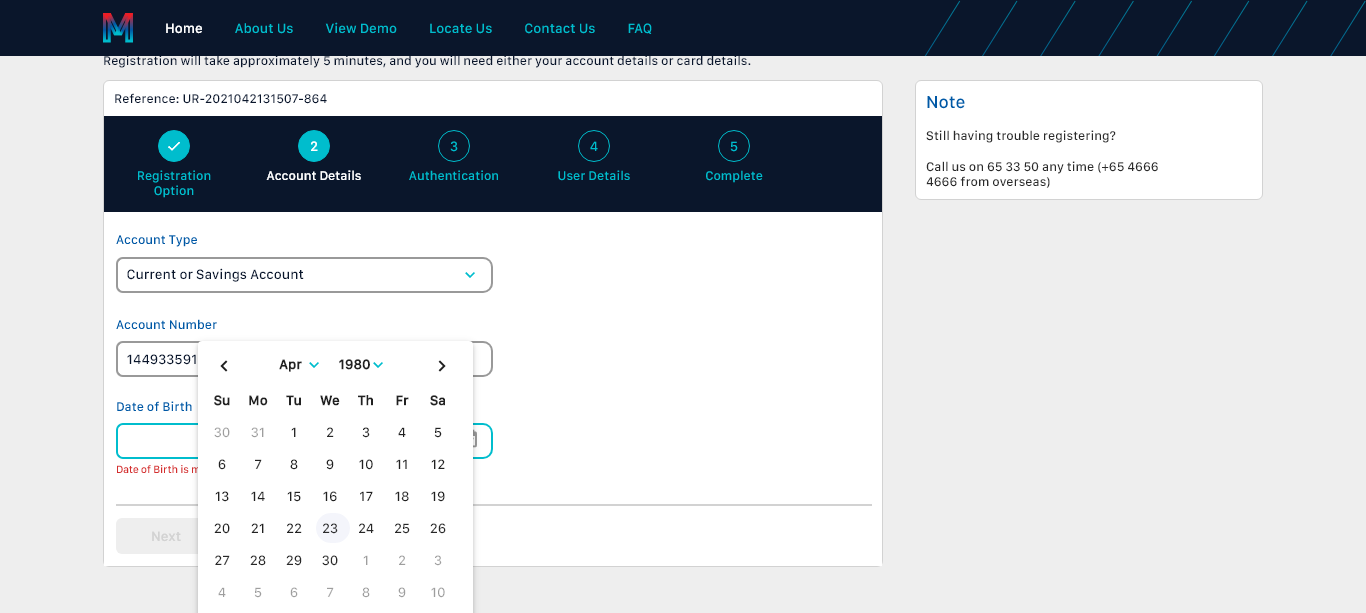 Home About Us View Demo Locate Us Contact Us FAQ
Registration will take approximately 5 minutes, and you will need either your account details or card details.
Reference: UR-2021042131507-864
2 3 4 5
Registration Option
Account Details
Authentication
User Details
Complete
Account Type
Current or Savings Account
Account Number
144933591
Date of Birth
Date of Birth is
Apr 1980
Su Mo Tu We Th Fr Sa
30 31 1 2 3 4 5
6 7 8 9 10 11 12
13 14 15 16 17 18 19
20 21 22 23 24 25 26
27 28 29 30 1 2 3
4 5 6 7 8 9 10
Next
Note
Still having trouble registering?
Call us on 65 33 50 any time (+65 4666
4666 from overseas)